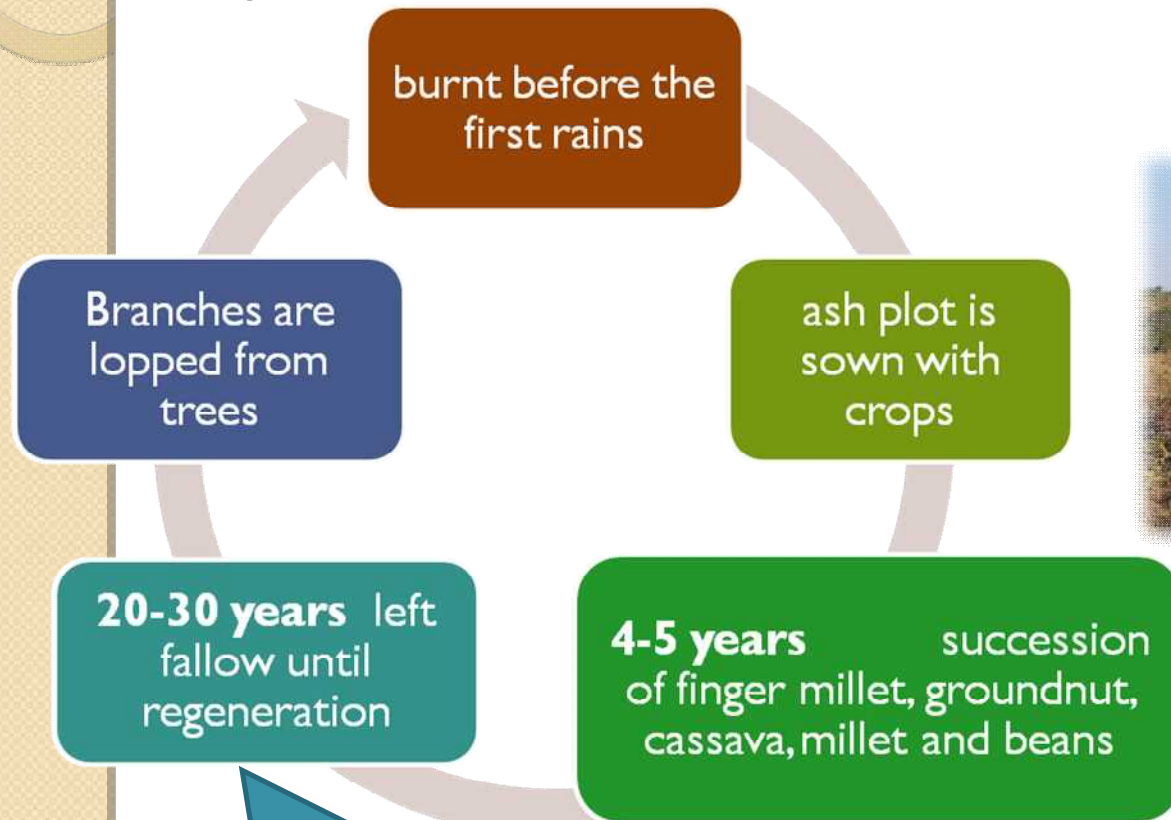 burnt before the
first rains
ash plot is
sown with
crops
4-5 years succession
of finger millet, groundnut,
cassava, millet and beans
20-30 years left
fallow until
regeneration
Branches are
lopped from
trees